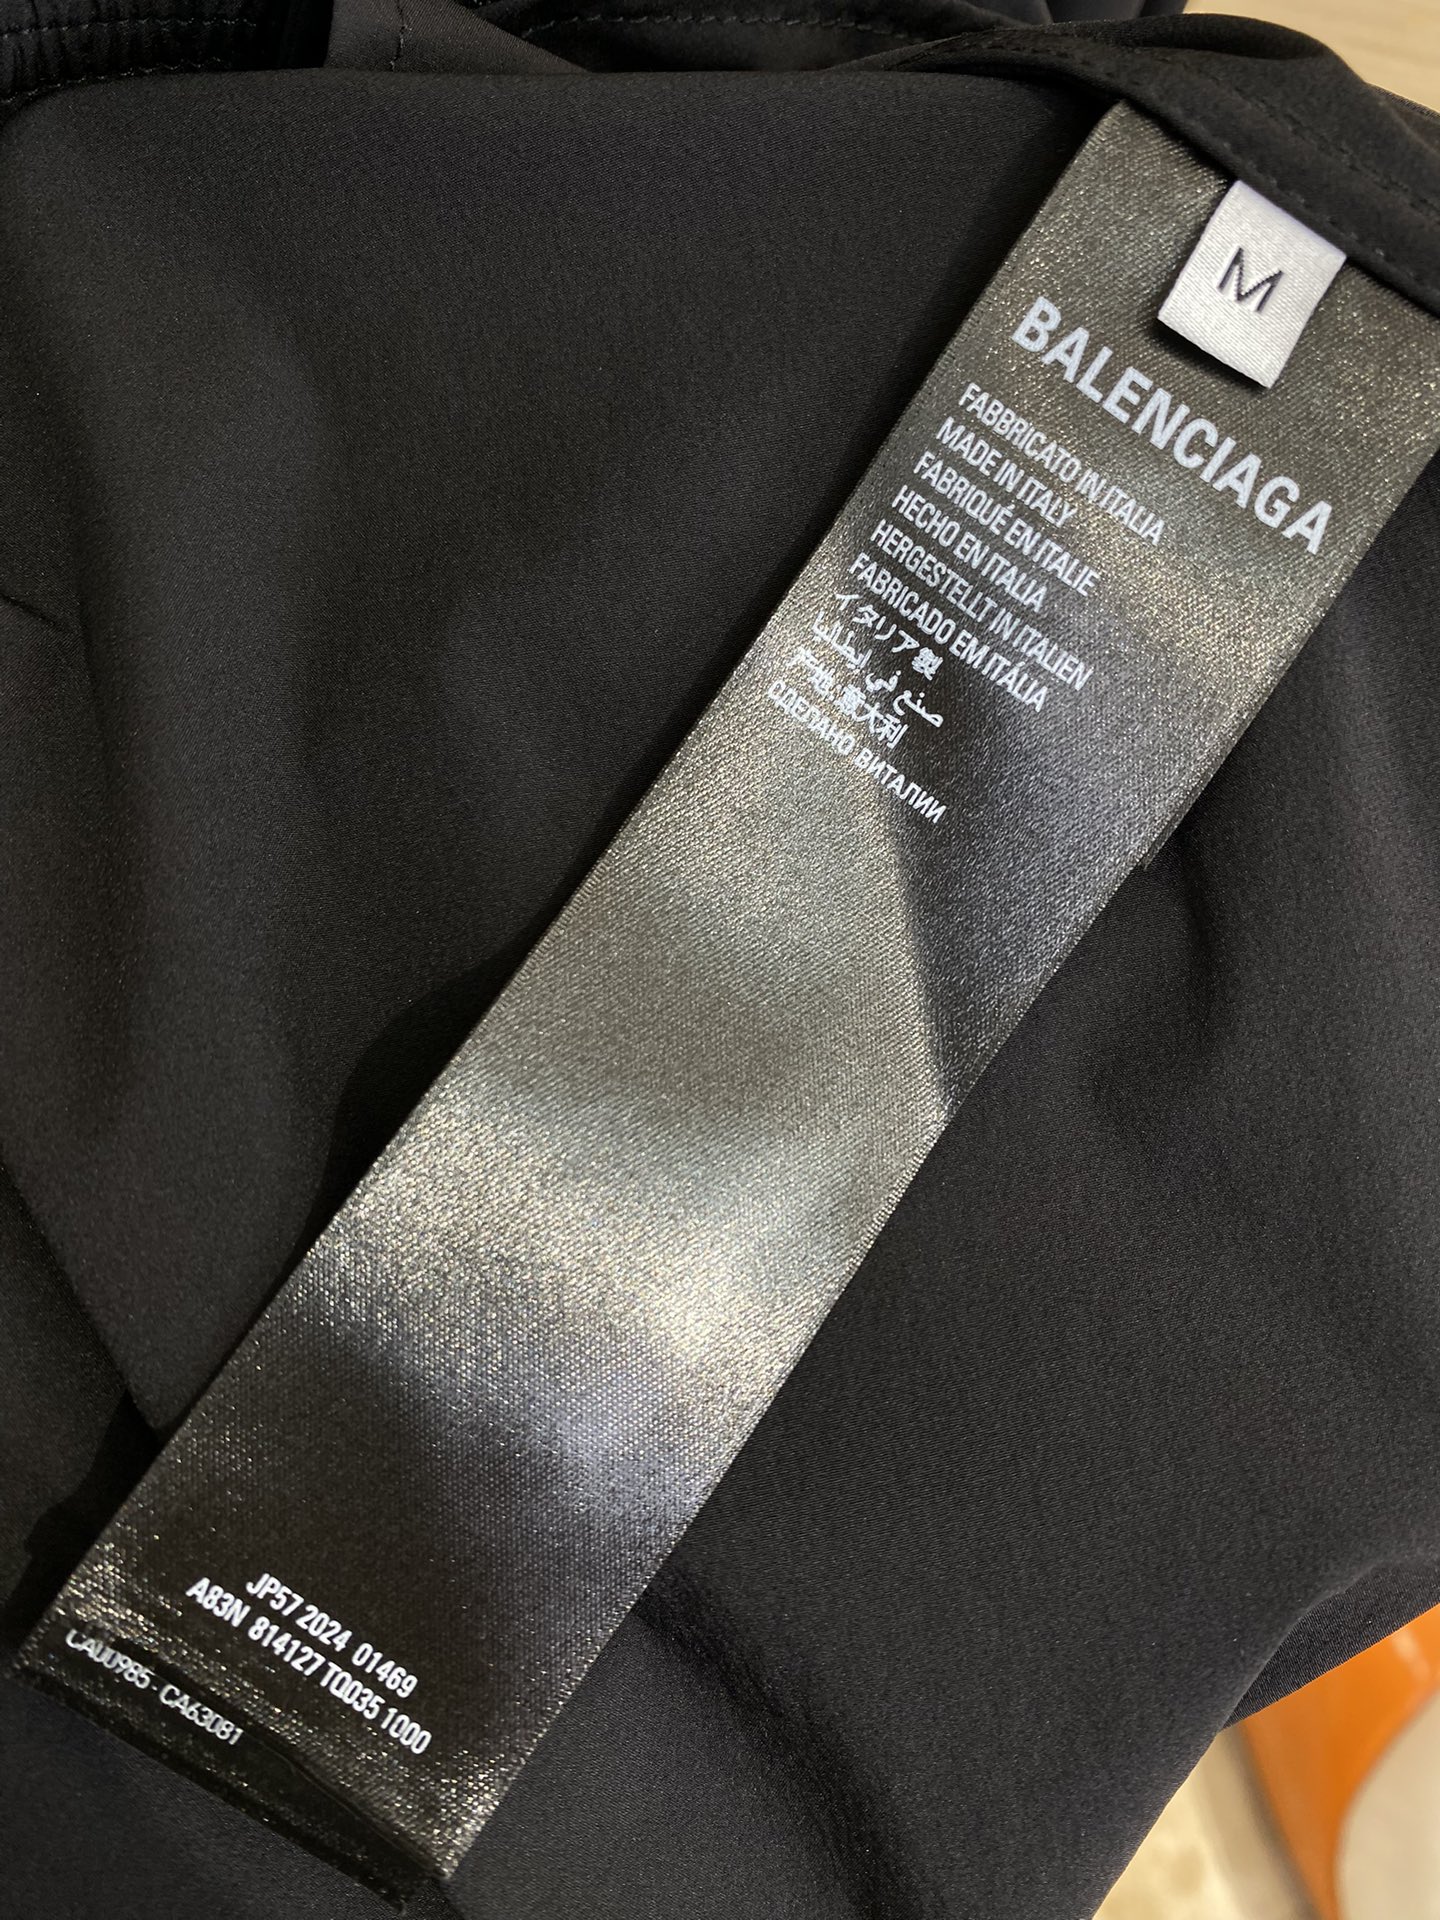 M
BALENCIAGA
FABBRICATO IN ITALIA
MADE IN ITALY
FABRIQUÉ EN ITALIE
HECHO EN ITALIA
HERGESTELLT IN ITALIEN
FABRICADO EM ITÁLIA
イタリア製
صنع في إيطاليا
产地:意大利
СДЕЛАНО В ИТАЛИИ
JP57 2024 01469
A83N 814127 TQ035 1000
CA00985 - CA63081